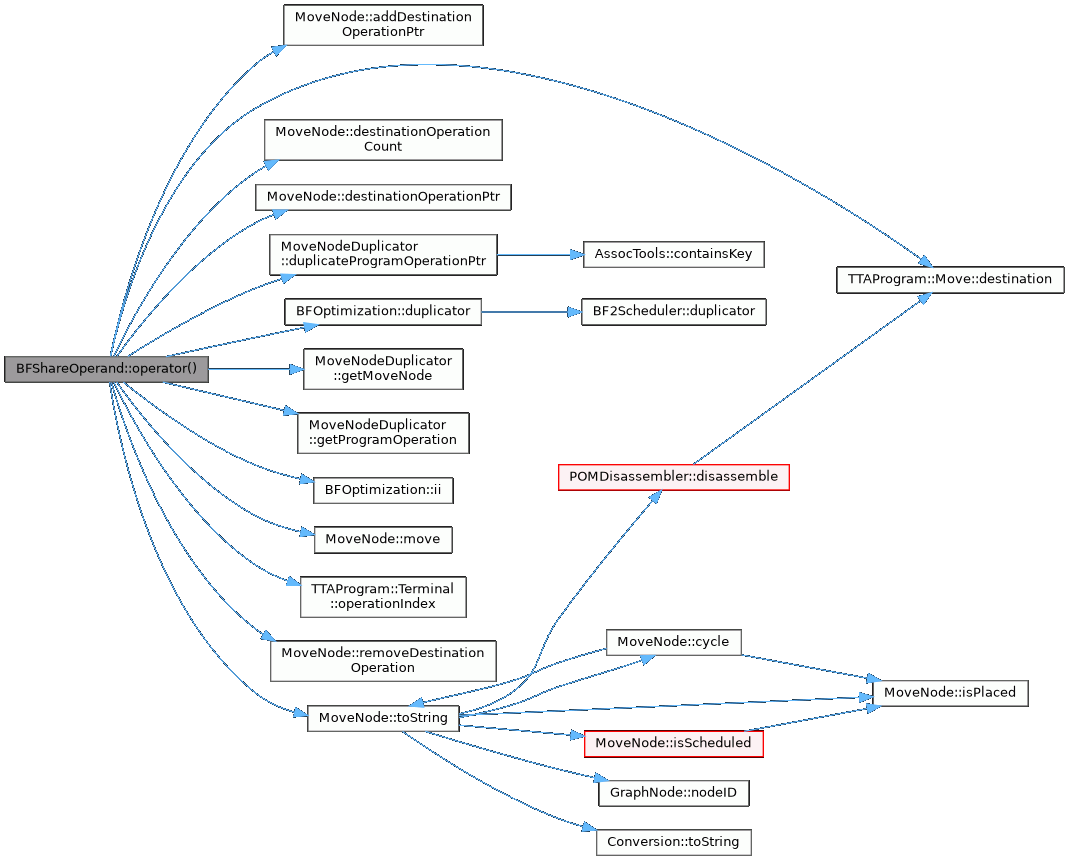 MoveNode::addDestination
OperationPtr
MoveNode::destinationOperation
Count
MoveNode::destinationOperationPtr
MoveNodeDuplicator
::duplicateProgramOperationPtr
AssocTools::containsKey
TTAProgram::Move::destination
BFOptimization::duplicator
BF2Scheduler::duplicator
BFShareOperand::operator()
MoveNodeDuplicator
::getMoveNode
MoveNodeDuplicator
::getProgramOperation
POMDisassembler::disassemble
BFOptimization::ii
MoveNode::move
TTAProgram::Terminal
::operationIndex
MoveNode::removeDestination
Operation
MoveNode::cycle
MoveNode::isPlaced
MoveNode::toString
MoveNode::isScheduled
GraphNode::nodeID
Conversion::toString